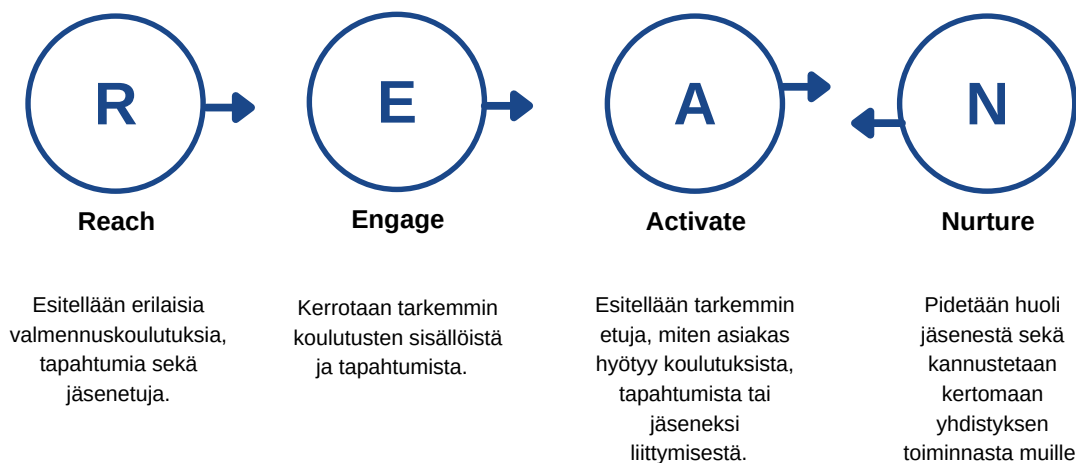 R
E
A
N
Reach
Engage
Activate
Nurture
Esitellään erilaisia
valmennuskoulutuksia,
tapahtumia sekä
jäsenetuja.
Kerrotaan tarkemmin
koulutusten sisällöistä
ja tapahtumista.
Esitellään tarkemmin
etuja, miten asiakas
hyötyy koulutuksista,
tapahtumista tai
jäseneksi
liittymisestä.
Pidetään huoli
jäsenestä sekä
kannustetaan
kertomaan
yhdistyksen
toiminnasta muille